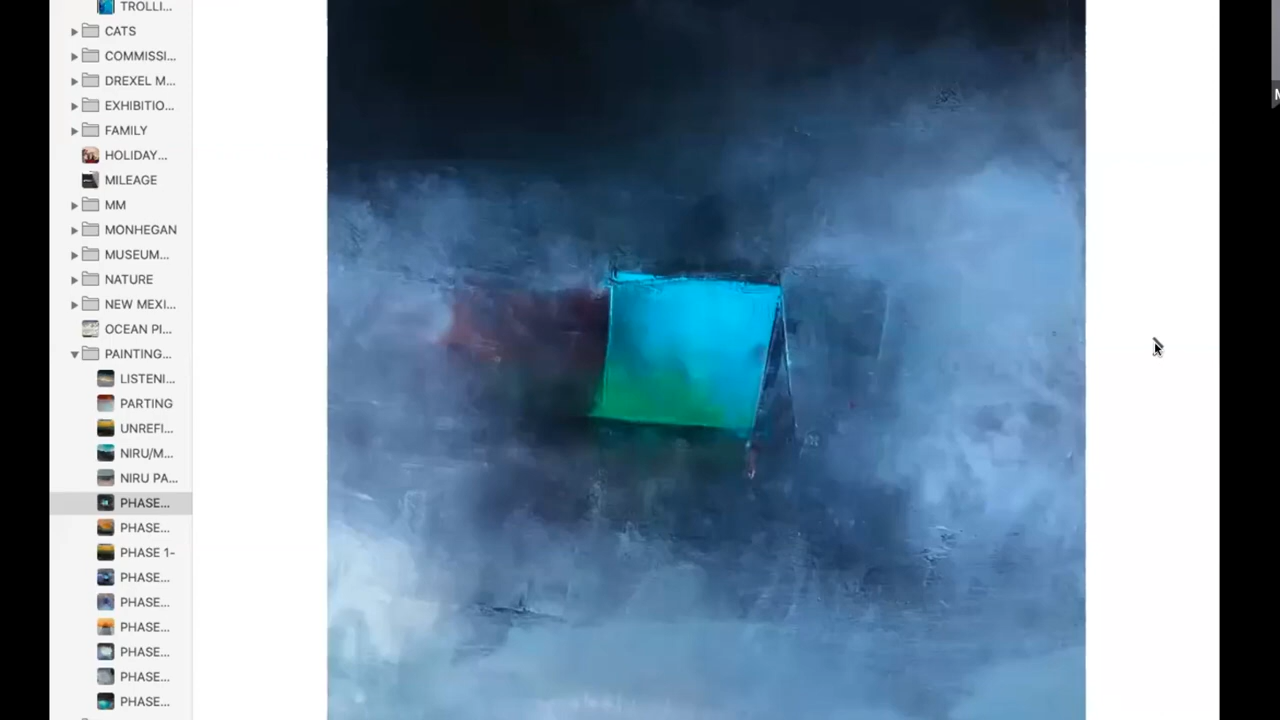 TROLLI...
CATS
COMMISSI...
DREXEL M...
EXHIBITIO...
FAMILY
HOLIDAY...
MILEAGE
MM
MONHEGAN
MUSEUM...
NATURE
NEW MEXI...
OCEAN PI...
PAINTING...
LISTENI...
PARTING
UNREFI...
NIRU/M...
NIRU PA...
PHASE...
PHASE...
PHASE 1-
PHASE...
PHASE...
PHASE...
PHASE...
PHASE...
PHASE...